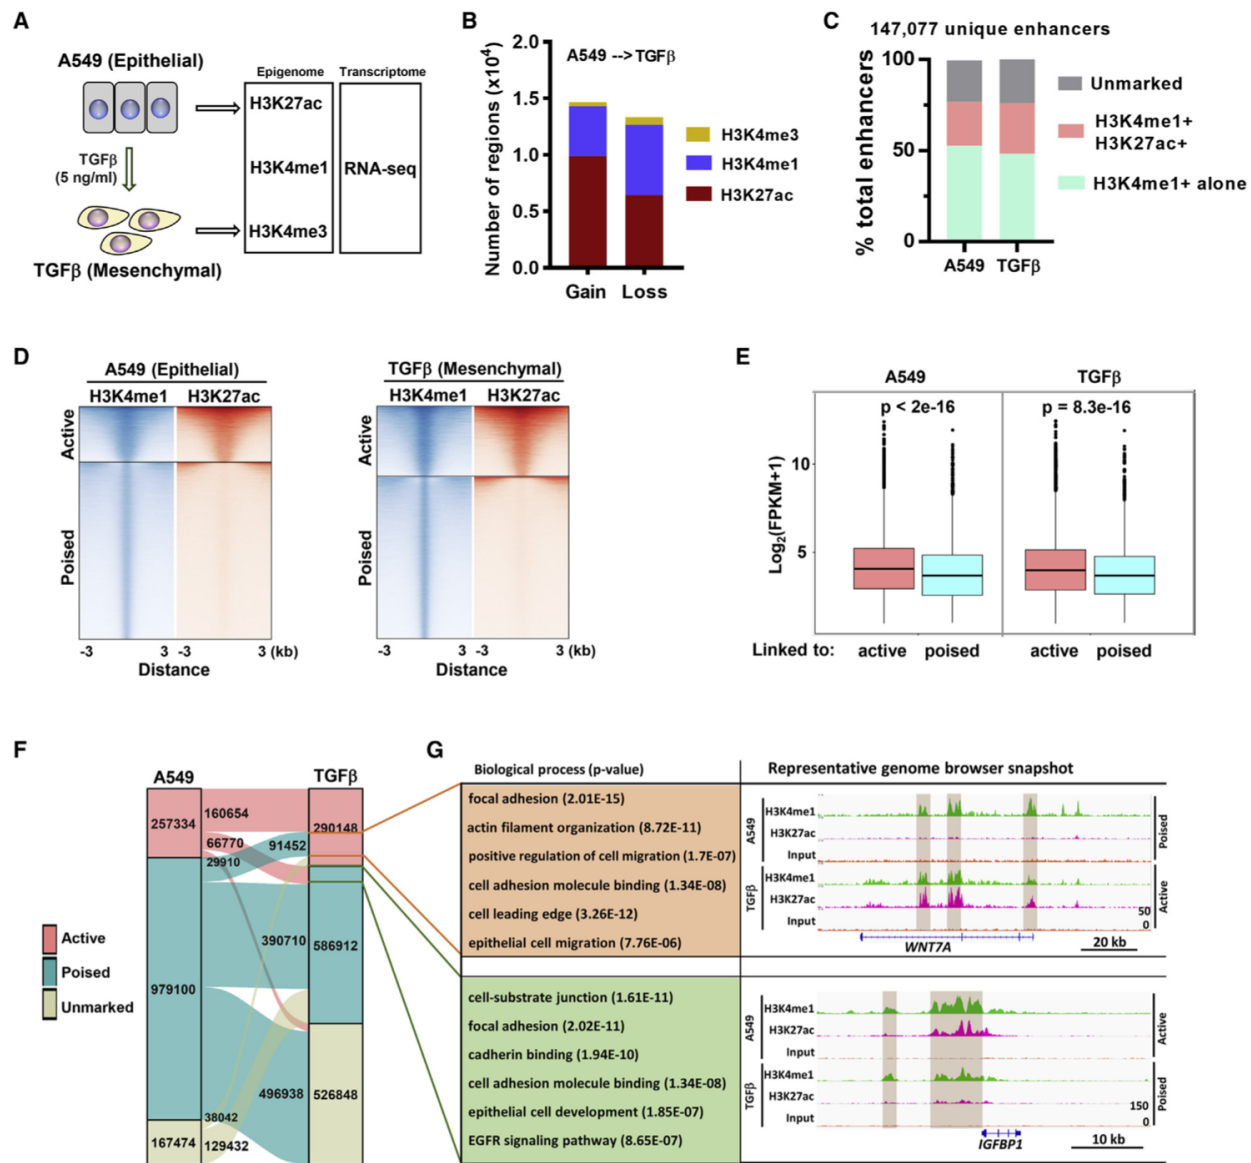 A
A549 (Epithelial)
TGFβ
(5 ng/ml)
TGFβ (Mesenchymal)
Epigenome Transcriptome
H3K27ac
H3K4me1
RNA-seq
H3K4me3
B
A549 --> TGFβ
Number of regions (x10⁴)
2.0
1.5
1.0
0.5
0.0
Gain Loss
H3K4me3
H3K4me1
H3K27ac
C
147,077 unique enhancers
% total enhancers
100
50
0
A549 TGFβ
Unmarked
H3K4me1+
H3K27ac+
H3K4me1+ alone
D
A549 (Epithelial)
H3K4me1 H3K27ac
Active
Poised
-3 3 -3 3 (kb)
Distance
TGFβ (Mesenchymal)
H3K4me1 H3K27ac
Active
Poised
-3 3 -3 3 (kb)
Distance
E
A549 TGFβ
p < 2e-16 p = 8.3e-16
Log₂(FPKM+1)
10
5
Linked to: active poised active poised
F
A549 TGFβ
257334
160654
66770
29910
91452
290148
979100
390710
586912
496938
526848
167474
38042
129432
Active
Poised
Unmarked
G
Biological process (p-value)
focal adhesion (2.01E-15)
actin filament organization (8.72E-11)
positive regulation of cell migration (1.7E-07)
cell adhesion molecule binding (1.34E-08)
cell leading edge (3.26E-12)
epithelial cell migration (7.76E-06)
cell-substrate junction (1.61E-11)
focal adhesion (2.02E-11)
cadherin binding (1.94E-10)
cell adhesion molecule binding (1.34E-08)
epithelial cell development (1.85E-07)
EGFR signaling pathway (8.65E-07)
Representative genome browser snapshot
A549
H3K4me1
H3K27ac
Input
Poised
TGFβ
H3K4me1
H3K27ac
Input
50
0
Active
WNT7A
20 kb
A549
H3K4me1
H3K27ac
Input
Active
TGFβ
H3K4me1
H3K27ac
Input
150
0
Poised
IGFBP1
10 kb